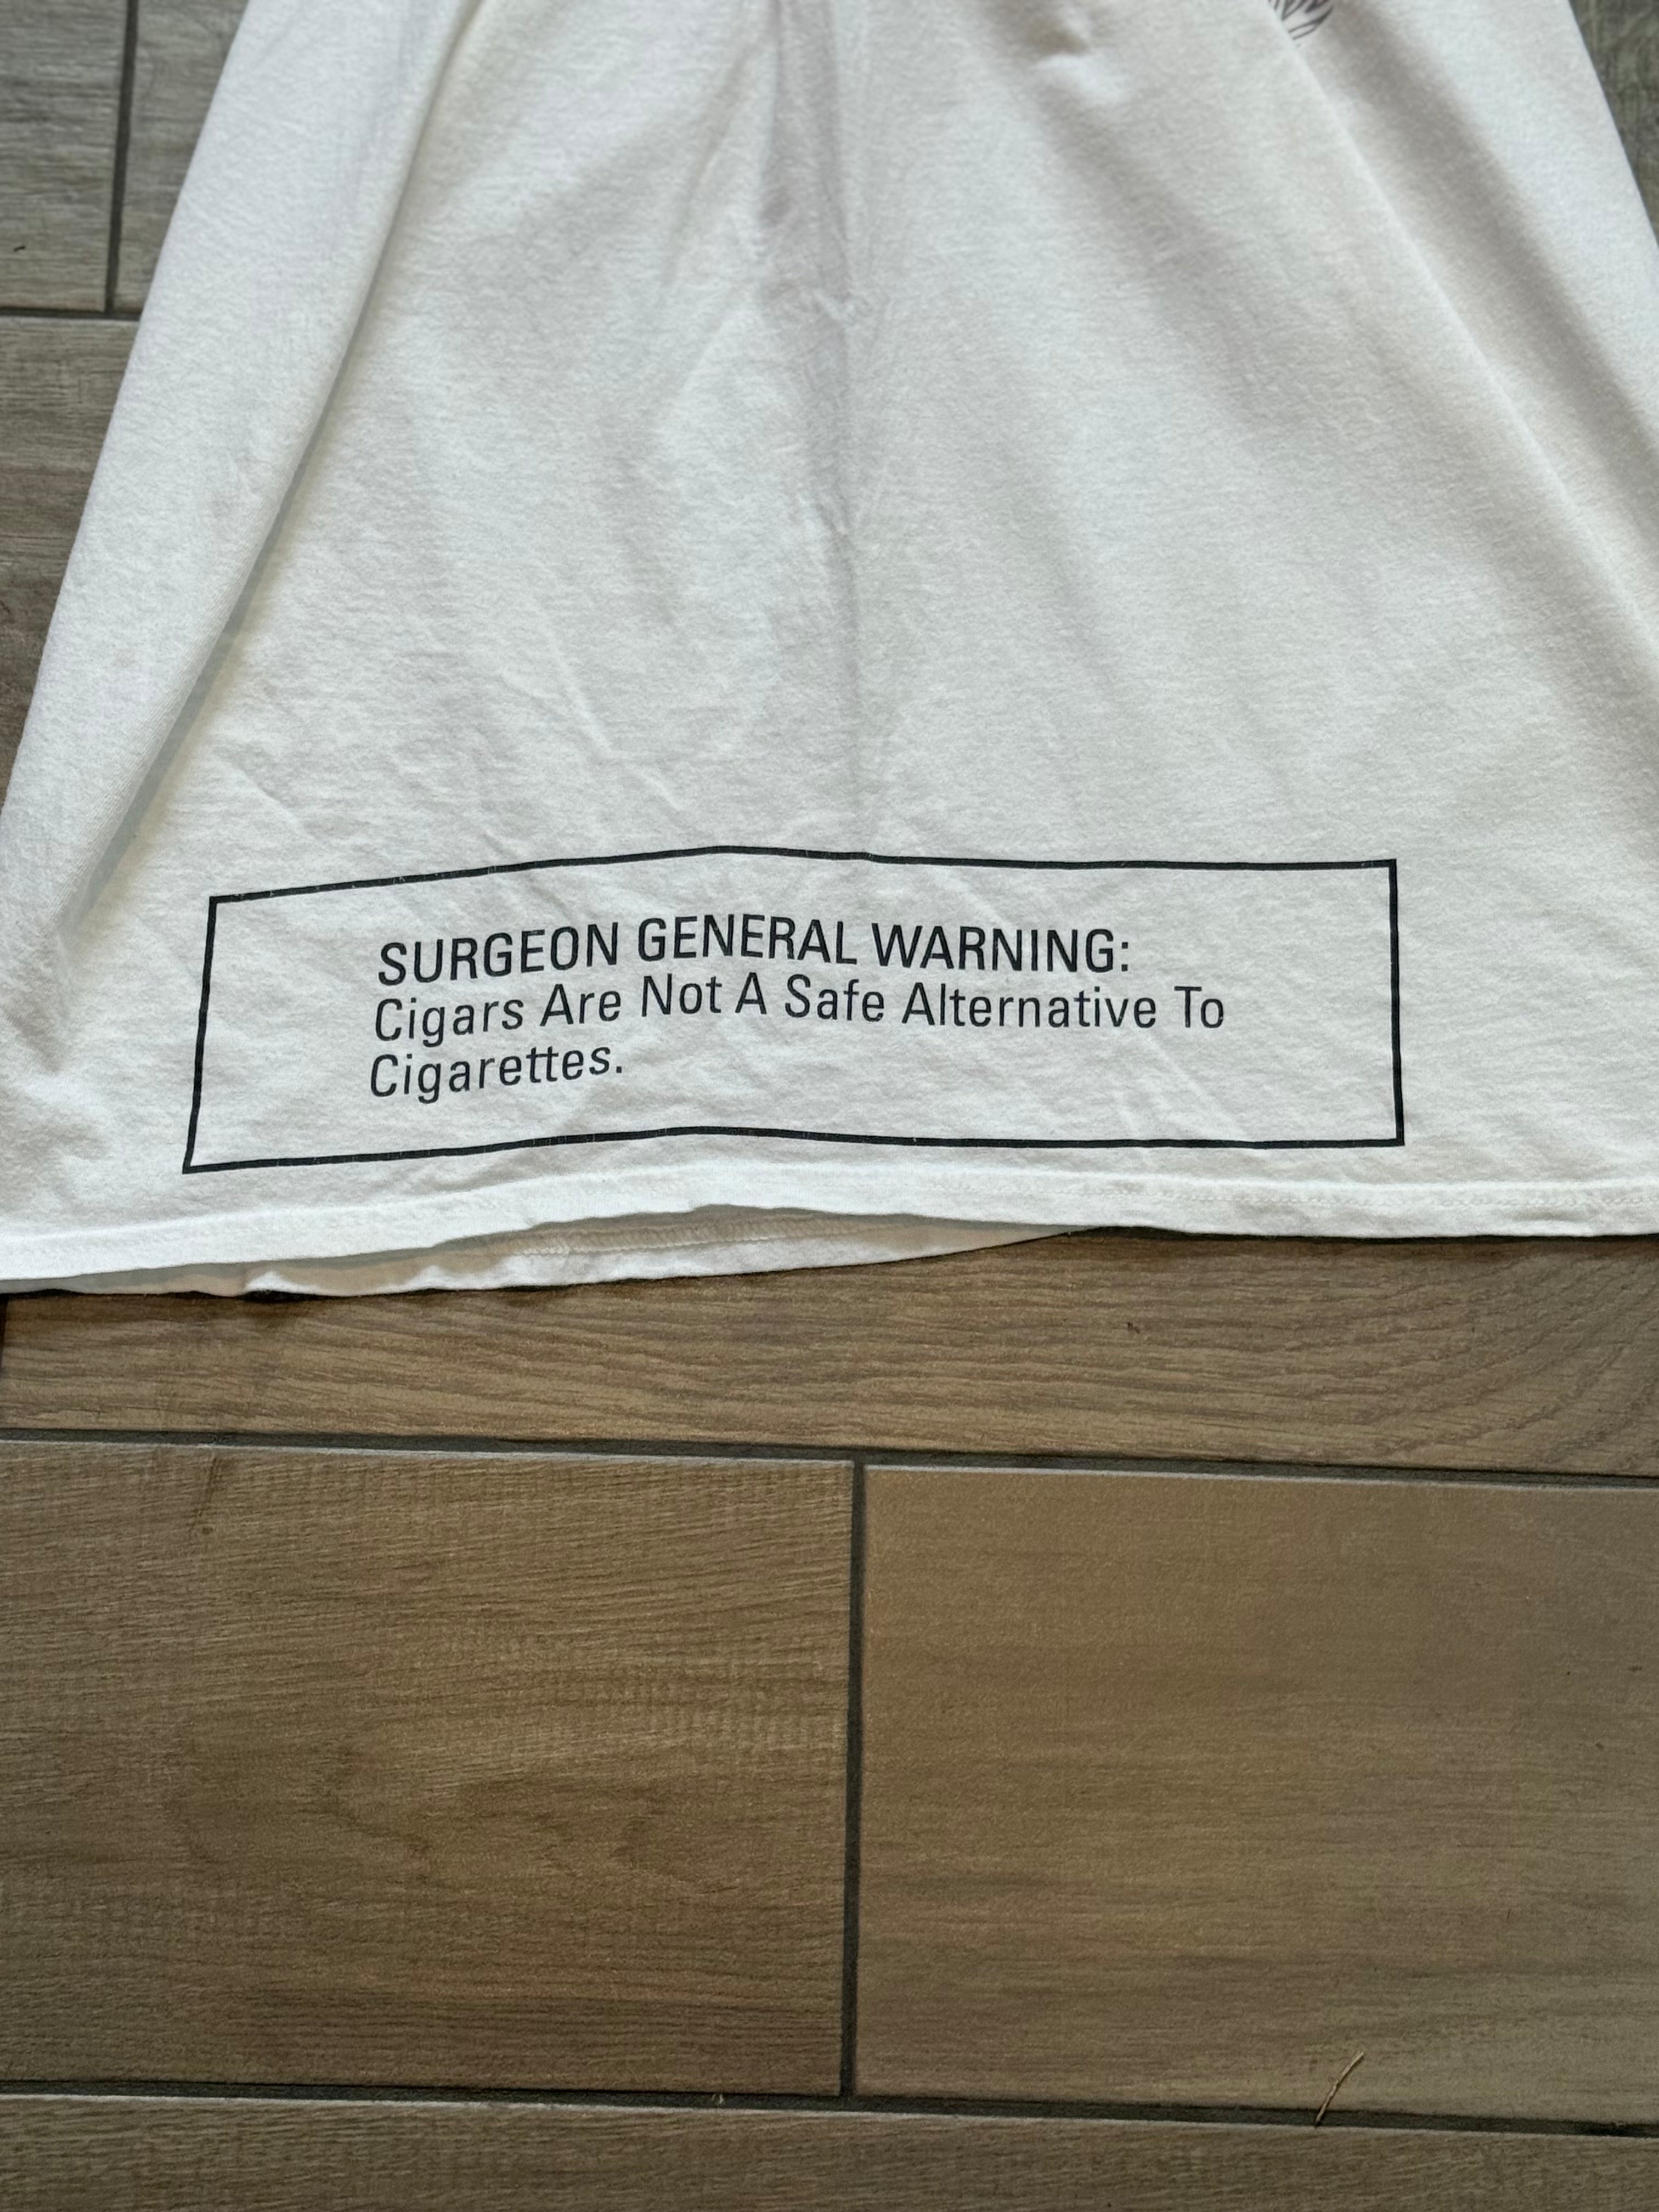 SURGEON GENERAL WARNING:
Cigars Are Not A Safe Alternative To
Cigarettes.